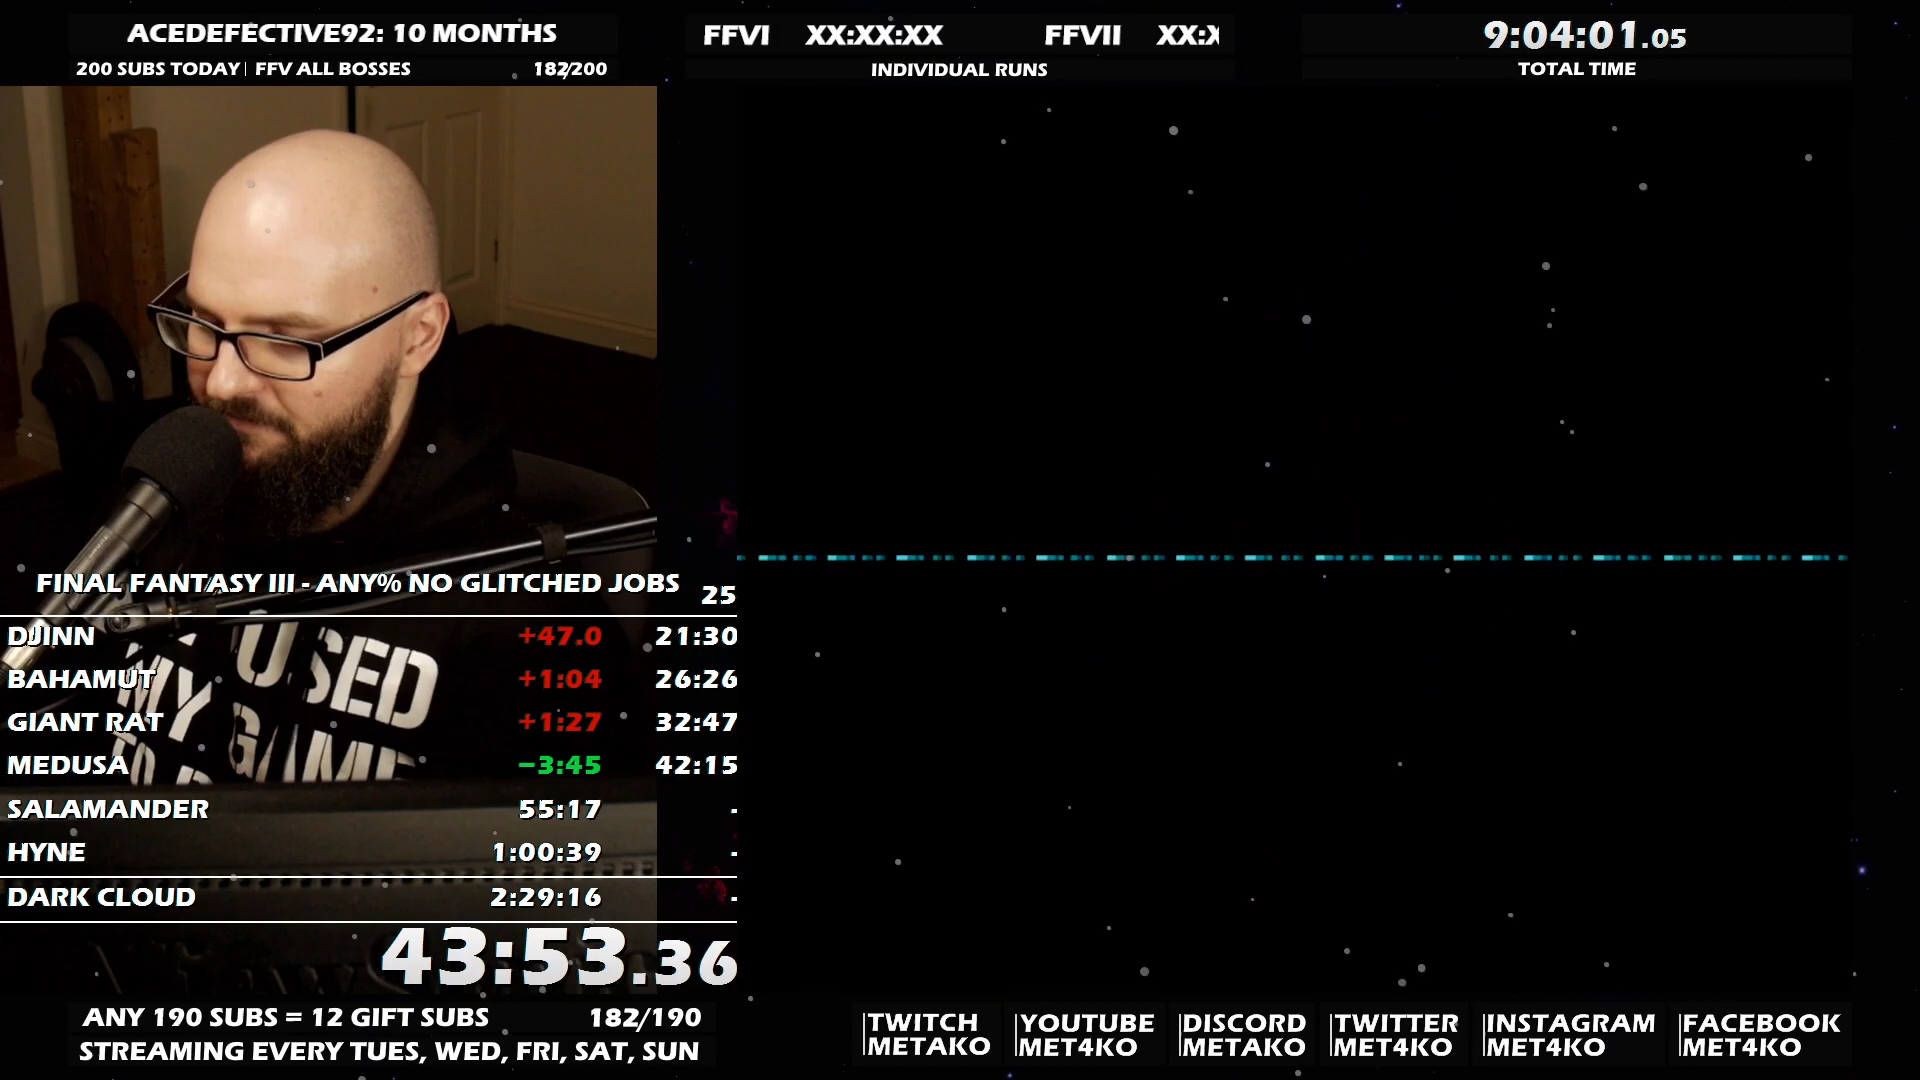 ACEDEFECTIVE92: 10 MONTHS
200 SUBS TODAY | FFV ALL BOSSES 182/200
FFVI XX:XX:XX FFVII XX:X
INDIVIDUAL RUNS
9:04:01.05
TOTAL TIME
FINAL FANTASY III - ANY% NO GLITCHED JOBS 25
DJINN +47.0 21:30
BAHAMUT +1:04 26:26
GIANT RAT +1:27 32:47
MEDUSA −3:45 42:15
SALAMANDER 55:17 -
HYNE 1:00:39 -
DARK CLOUD 2:29:16 -
43:53.36
USED
MY GAME
TO
ANY 190 SUBS = 12 GIFT SUBS 182/190
STREAMING EVERY TUES, WED, FRI, SAT, SUN
TWITCH
METAKO
YOUTUBE
MET4KO
DISCORD
METAKO
TWITTER
MET4KO
INSTAGRAM
MET4KO
FACEBOOK
MET4KO